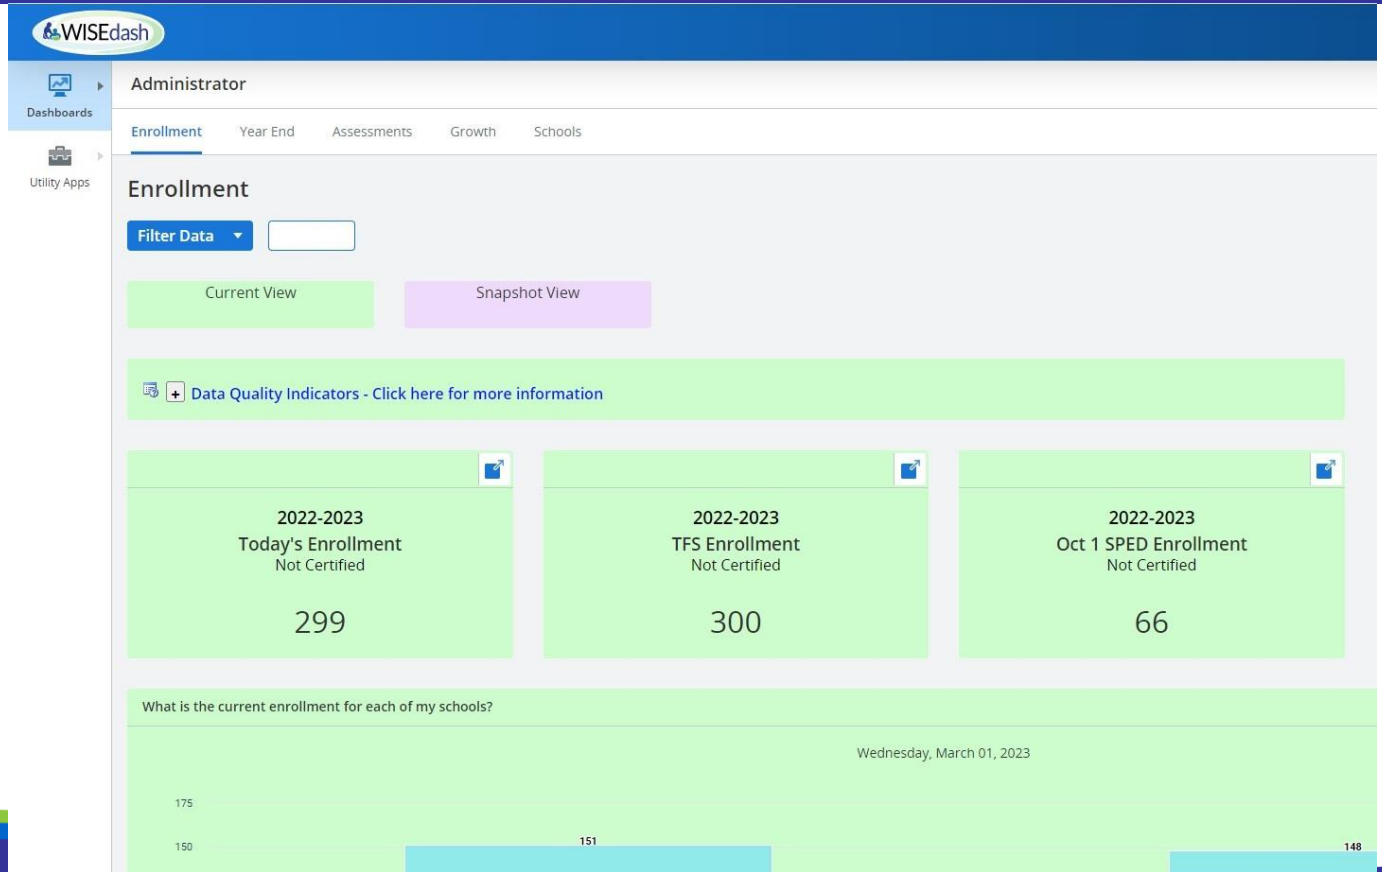 WISEdash
Dashboards
Utility Apps
Administrator
Enrollment Year End Assessments Growth Schools
Enrollment
Filter Data
Current View Snapshot View
+ Data Quality Indicators - Click here for more information
2022-2023
Today's Enrollment
Not Certified
299
2022-2023
TFS Enrollment
Not Certified
300
2022-2023
Oct 1 SPED Enrollment
Not Certified
66
What is the current enrollment for each of my schools?
Wednesday, March 01, 2023
175
150
151
148